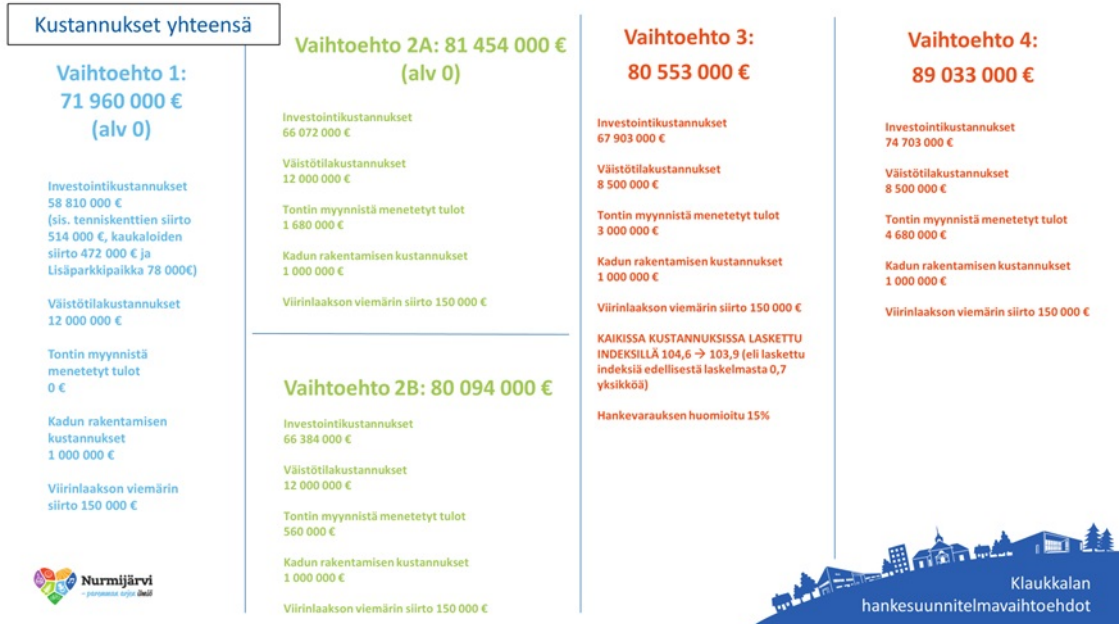 Kustannukset yhteensä
Vaihtoehto 1:
71 960 000 €
(alv 0)
Investointikustannukset
58 810 000 €
(sis. tenniskenttien siirto
514 000 €, kaukaloiden
siirto 472 000 € ja
Lisäparkkipaikka 78 000€)
Väistötilakustannukset
12 000 000 €
Tontin myynnistä
menetetyt tulot
0 €
Kadun rakentamisen
kustannukset
1 000 000 €
Viirinlaakson viemärin
siirto 150 000 €
Vaihtoehto 2A: 81 454 000 €
(alv 0)
Investointikustannukset
66 072 000 €
Väistötilakustannukset
12 000 000 €
Tontin myynnistä menetetyt tulot
1 680 000 €
Kadun rakentamisen kustannukset
1 000 000 €
Viirinlaakson viemärin siirto 150 000 €
Vaihtoehto 2B: 80 094 000 €
Investointikustannukset
66 384 000 €
Väistötilakustannukset
12 000 000 €
Tontin myynnistä menetetyt tulot
560 000 €
Kadun rakentamisen kustannukset
1 000 000 €
Viirinlaakson viemärin siirto 150 000 €
Vaihtoehto 3:
80 553 000 €
Investointikustannukset
67 903 000 €
Väistötilakustannukset
8 500 000 €
Tontin myynnistä menetetyt tulot
3 000 000 €
Kadun rakentamisen kustannukset
1 000 000 €
Viirinlaakson viemärin siirto 150 000 €
KAIKISSA KUSTANNUKSISSA LASKETTU
INDEKSILLÄ 104,6 → 103,9 (eli laskettu
indeksiä edellisestä laskelmasta 0,7
yksikköä)
Hankevarauksen huomioitu 15%
Vaihtoehto 4:
89 033 000 €
Investointikustannukset
74 703 000 €
Väistötilakustannukset
8 500 000 €
Tontin myynnistä menetetyt tulot
4 680 000 €
Kadun rakentamisen kustannukset
1 000 000 €
Viirinlaakson viemärin siirto 150 000 €
Nurmijärvi
- paremman arjen ilmiö
Klaukkalan
hankesuunnitelmavaihtoehdot